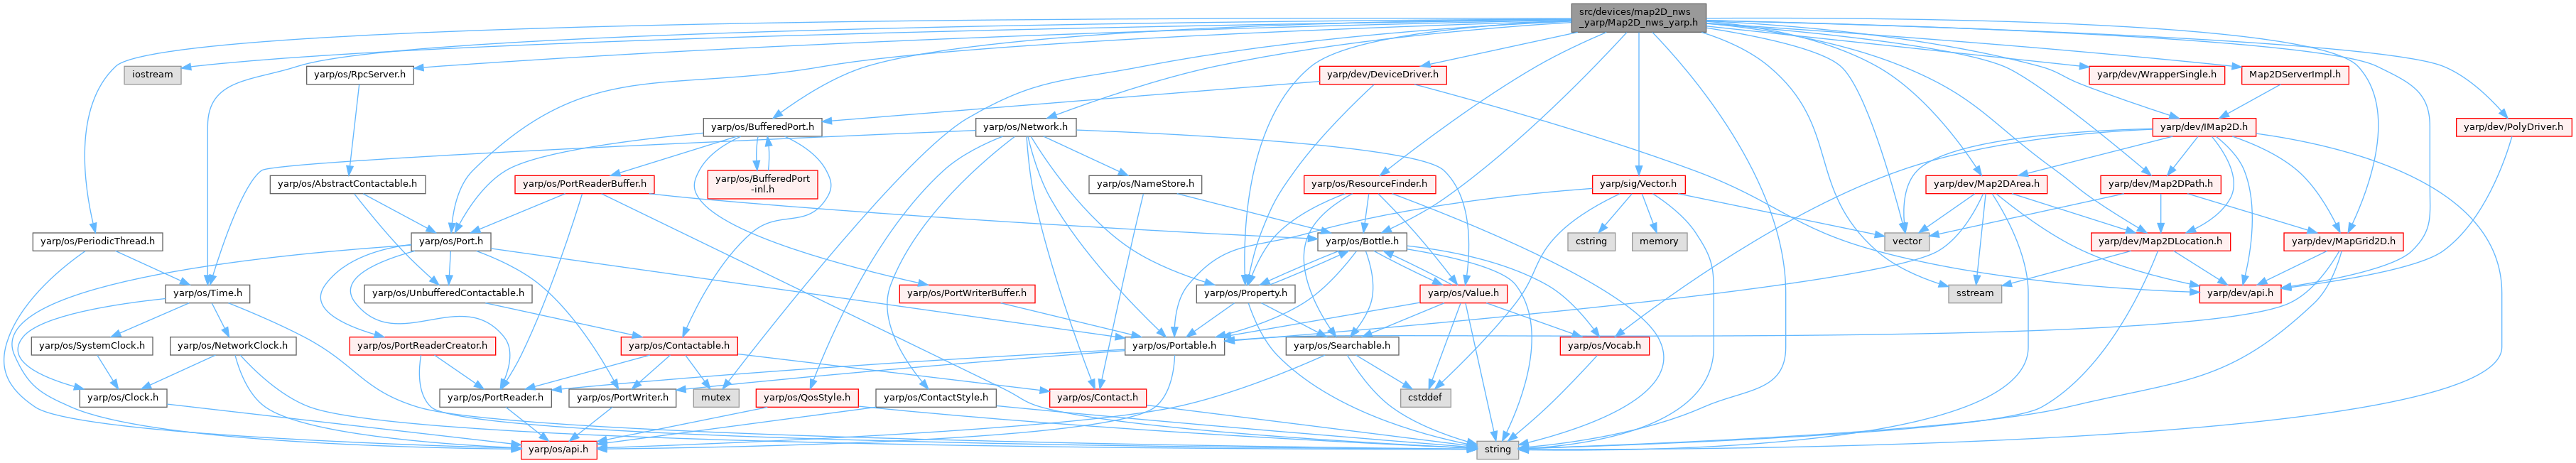 src/devices/map2D_nws
_yarp/Map2D_nws_yarp.h
iostream
yarp/os/RpcServer.h
yarp/dev/DeviceDriver.h
yarp/dev/WrapperSingle.h
Map2DServerImpl.h
yarp/os/BufferedPort.h
yarp/os/Network.h
yarp/dev/IMap2D.h
yarp/dev/PolyDriver.h
yarp/os/AbstractContactable.h
yarp/os/PortReaderBuffer.h
yarp/os/BufferedPort
-inl.h
yarp/os/NameStore.h
yarp/os/ResourceFinder.h
yarp/sig/Vector.h
yarp/dev/Map2DArea.h
yarp/dev/Map2DPath.h
yarp/os/PeriodicThread.h
yarp/os/Port.h
yarp/os/Bottle.h
cstring
memory
vector
yarp/dev/Map2DLocation.h
yarp/dev/MapGrid2D.h
yarp/os/Time.h
yarp/os/UnbufferedContactable.h
yarp/os/PortWriterBuffer.h
yarp/os/Property.h
yarp/os/Value.h
sstream
yarp/dev/api.h
yarp/os/SystemClock.h
yarp/os/NetworkClock.h
yarp/os/PortReaderCreator.h
yarp/os/Contactable.h
yarp/os/Portable.h
yarp/os/Searchable.h
yarp/os/Vocab.h
yarp/os/Clock.h
yarp/os/PortReader.h
yarp/os/PortWriter.h
mutex
yarp/os/QosStyle.h
yarp/os/ContactStyle.h
yarp/os/Contact.h
cstddef
yarp/os/api.h
string